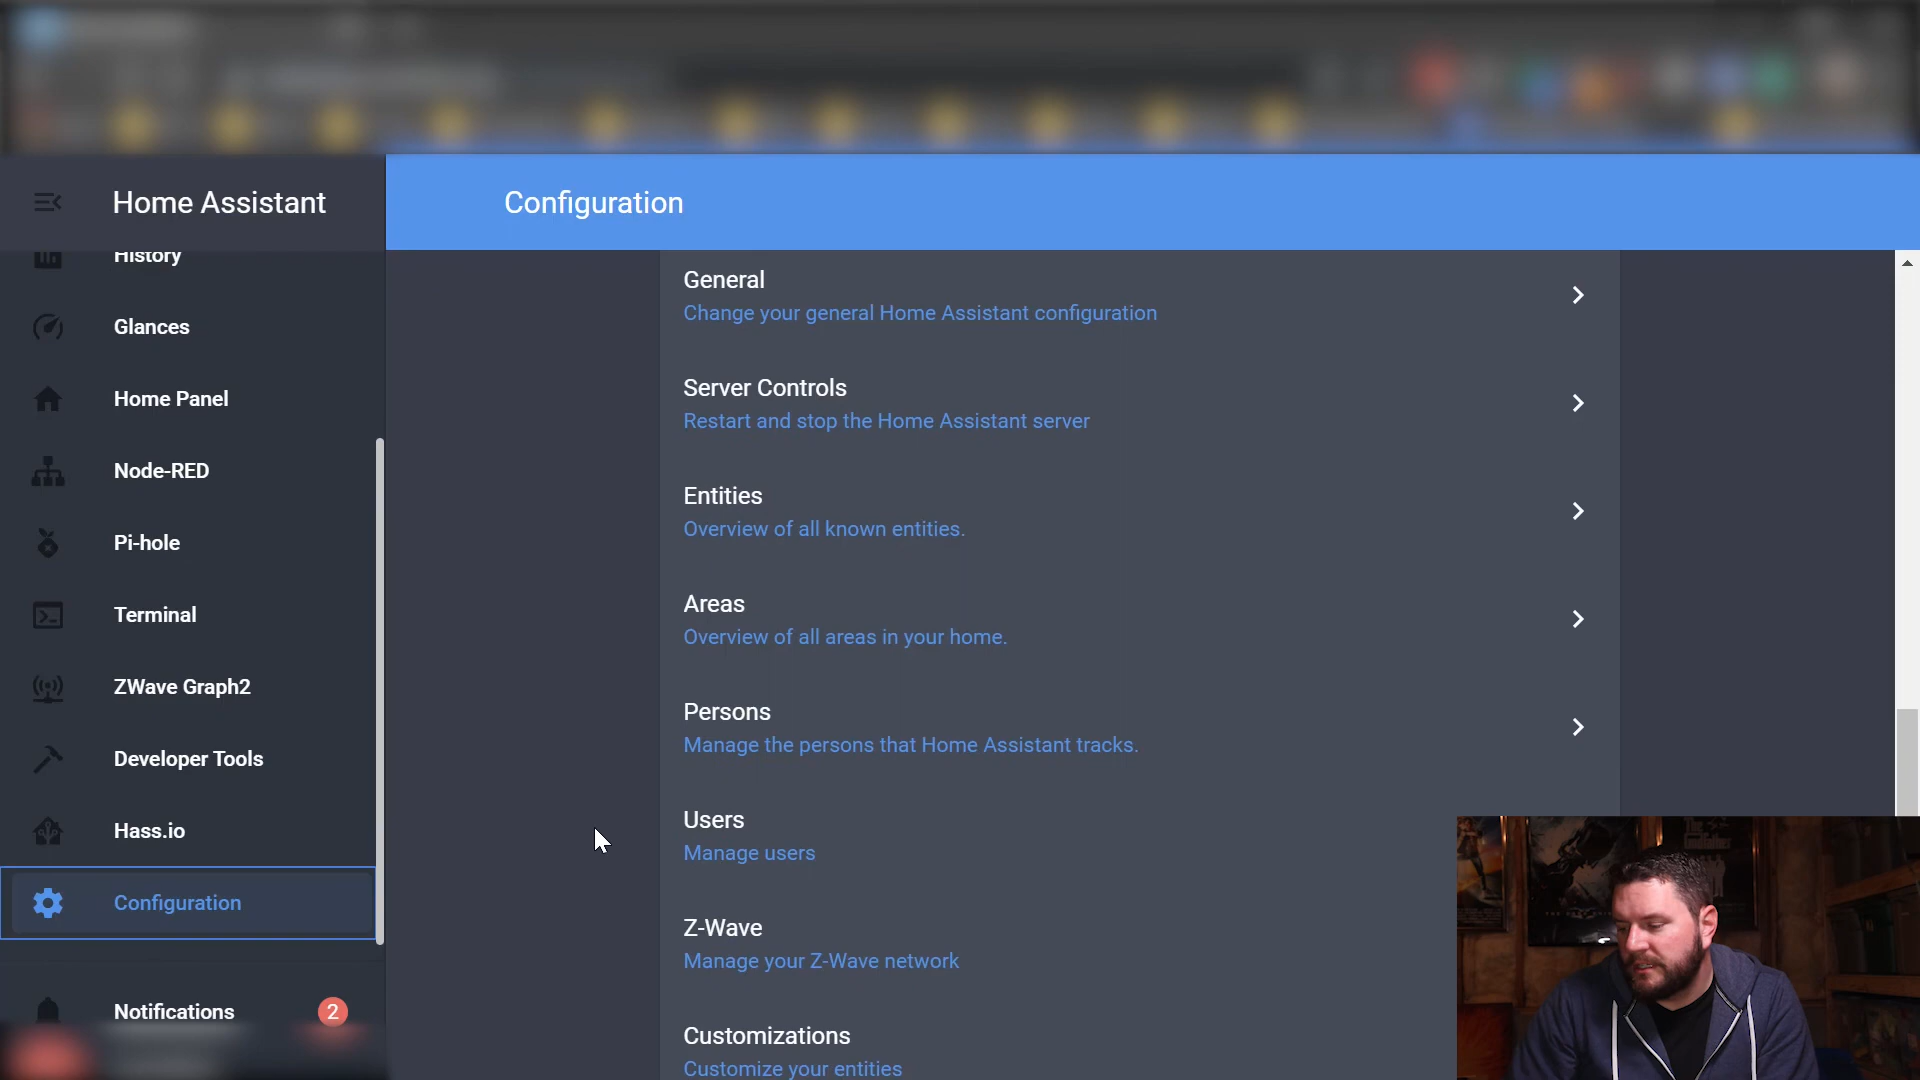 Home Assistant
Configuration
History
Glances
Home Panel
Node-RED
Pi-hole
Terminal
ZWave Graph2
Developer Tools
Hass.io
Configuration
Notifications
2
General
Change your general Home Assistant configuration
Server Controls
Restart and stop the Home Assistant server
Entities
Overview of all known entities.
Areas
Overview of all areas in your home.
Persons
Manage the persons that Home Assistant tracks.
Users
Manage users
Z-Wave
Manage your Z-Wave network
Customizations
Customize your entities